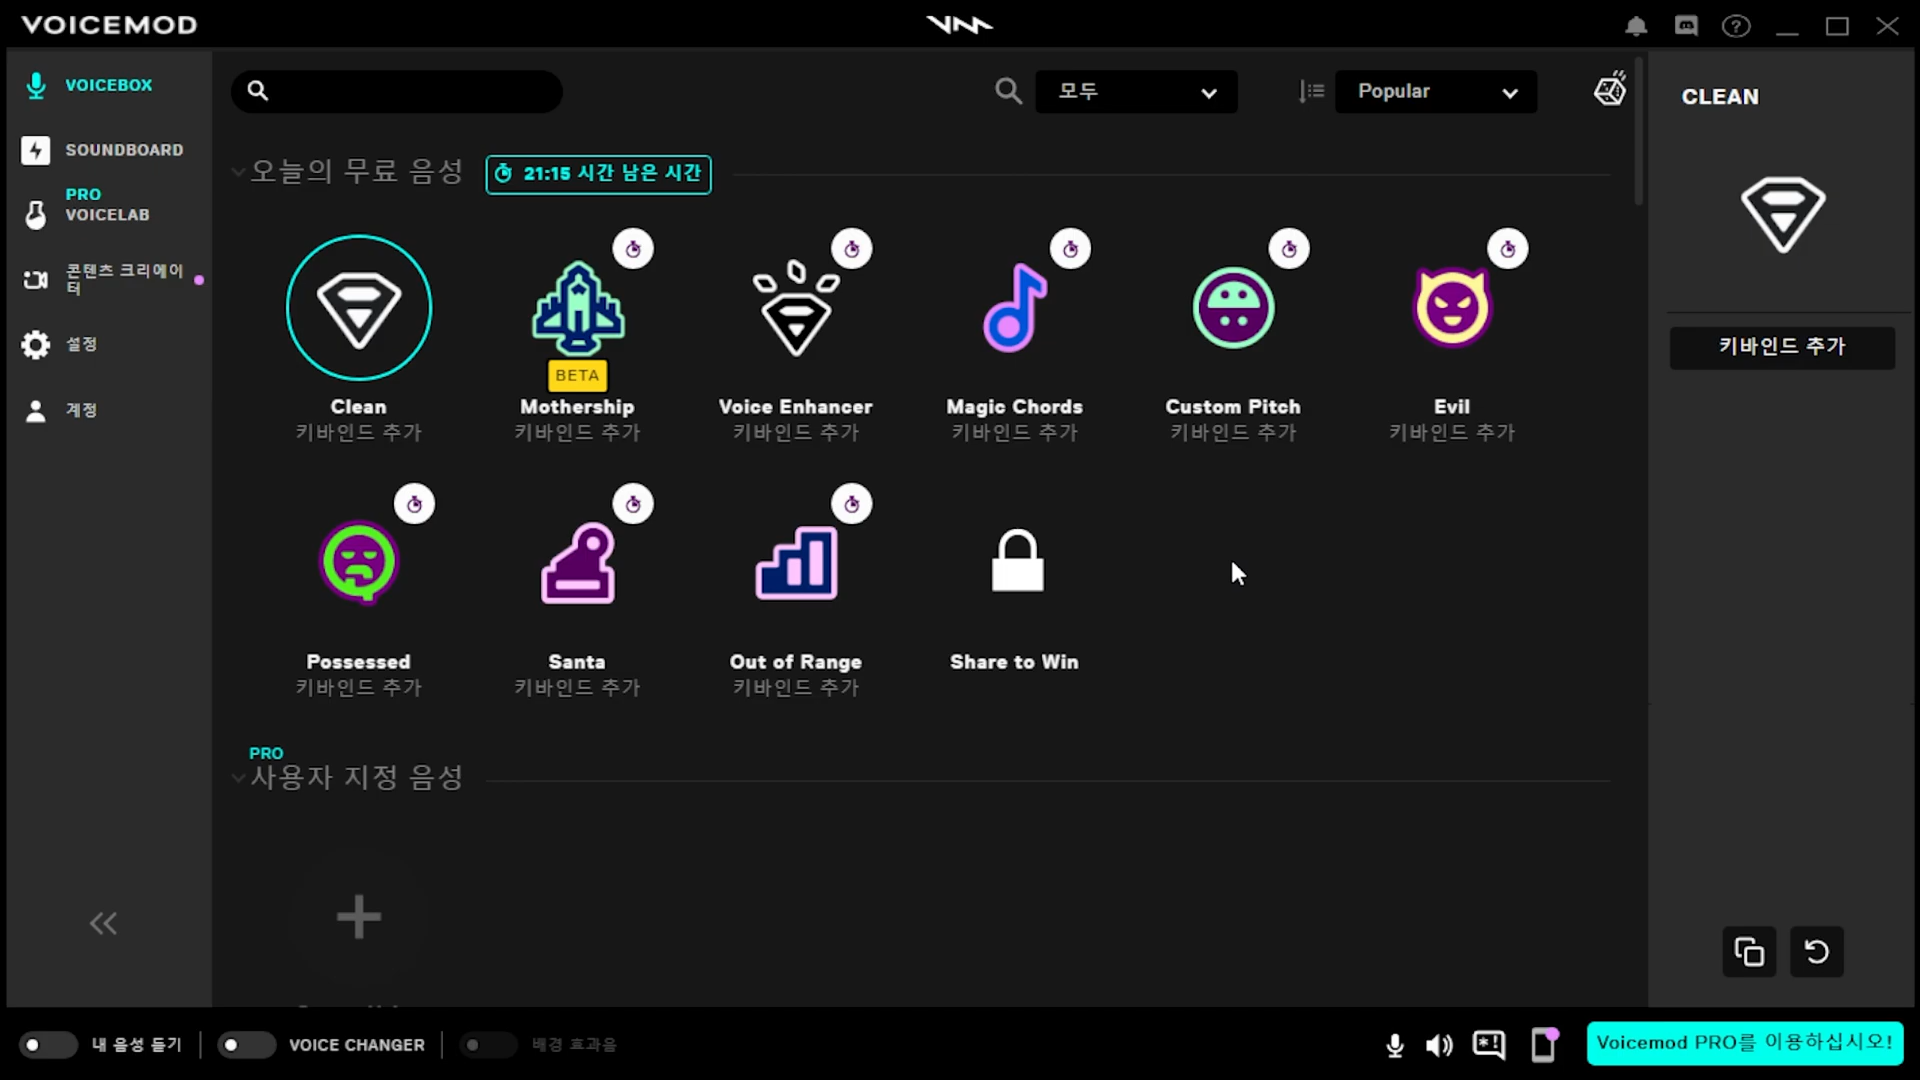 VOICEMOD
VOICEBOX
SOUNDBOARD
PRO
VOICELAB
콘텐츠 크리에이
터
설정
계정
모두
Popular
오늘의 무료 음성
21:15 시간 남은 시간
Clean
키바인드 추가
BETA
Mothership
키바인드 추가
Voice Enhancer
키바인드 추가
Magic Chords
키바인드 추가
Custom Pitch
키바인드 추가
Evil
키바인드 추가
Possessed
키바인드 추가
Santa
키바인드 추가
Out of Range
키바인드 추가
Share to Win
PRO
사용자 지정 음성
CLEAN
키바인드 추가
내 음성 듣기
VOICE CHANGER
배경 효과음
Voicemod PRO를 이용하십시오!